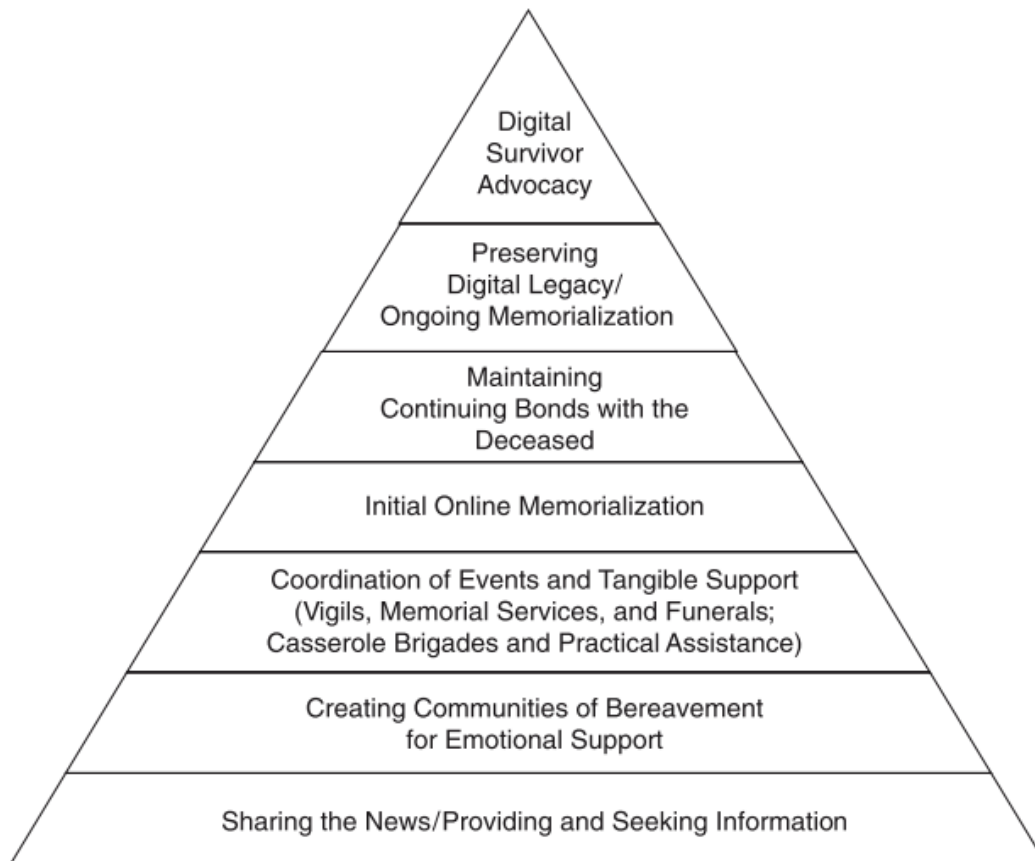 Digital
Survivor
Advocacy
Preserving
Digital Legacy/
Ongoing Memorialization
Maintaining
Continuing Bonds with the
Deceased
Initial Online Memorialization
Coordination of Events and Tangible Support
(Vigils, Memorial Services, and Funerals;
Casserole Brigades and Practical Assistance)
Creating Communities of Bereavement
for Emotional Support
Sharing the News/Providing and Seeking Information